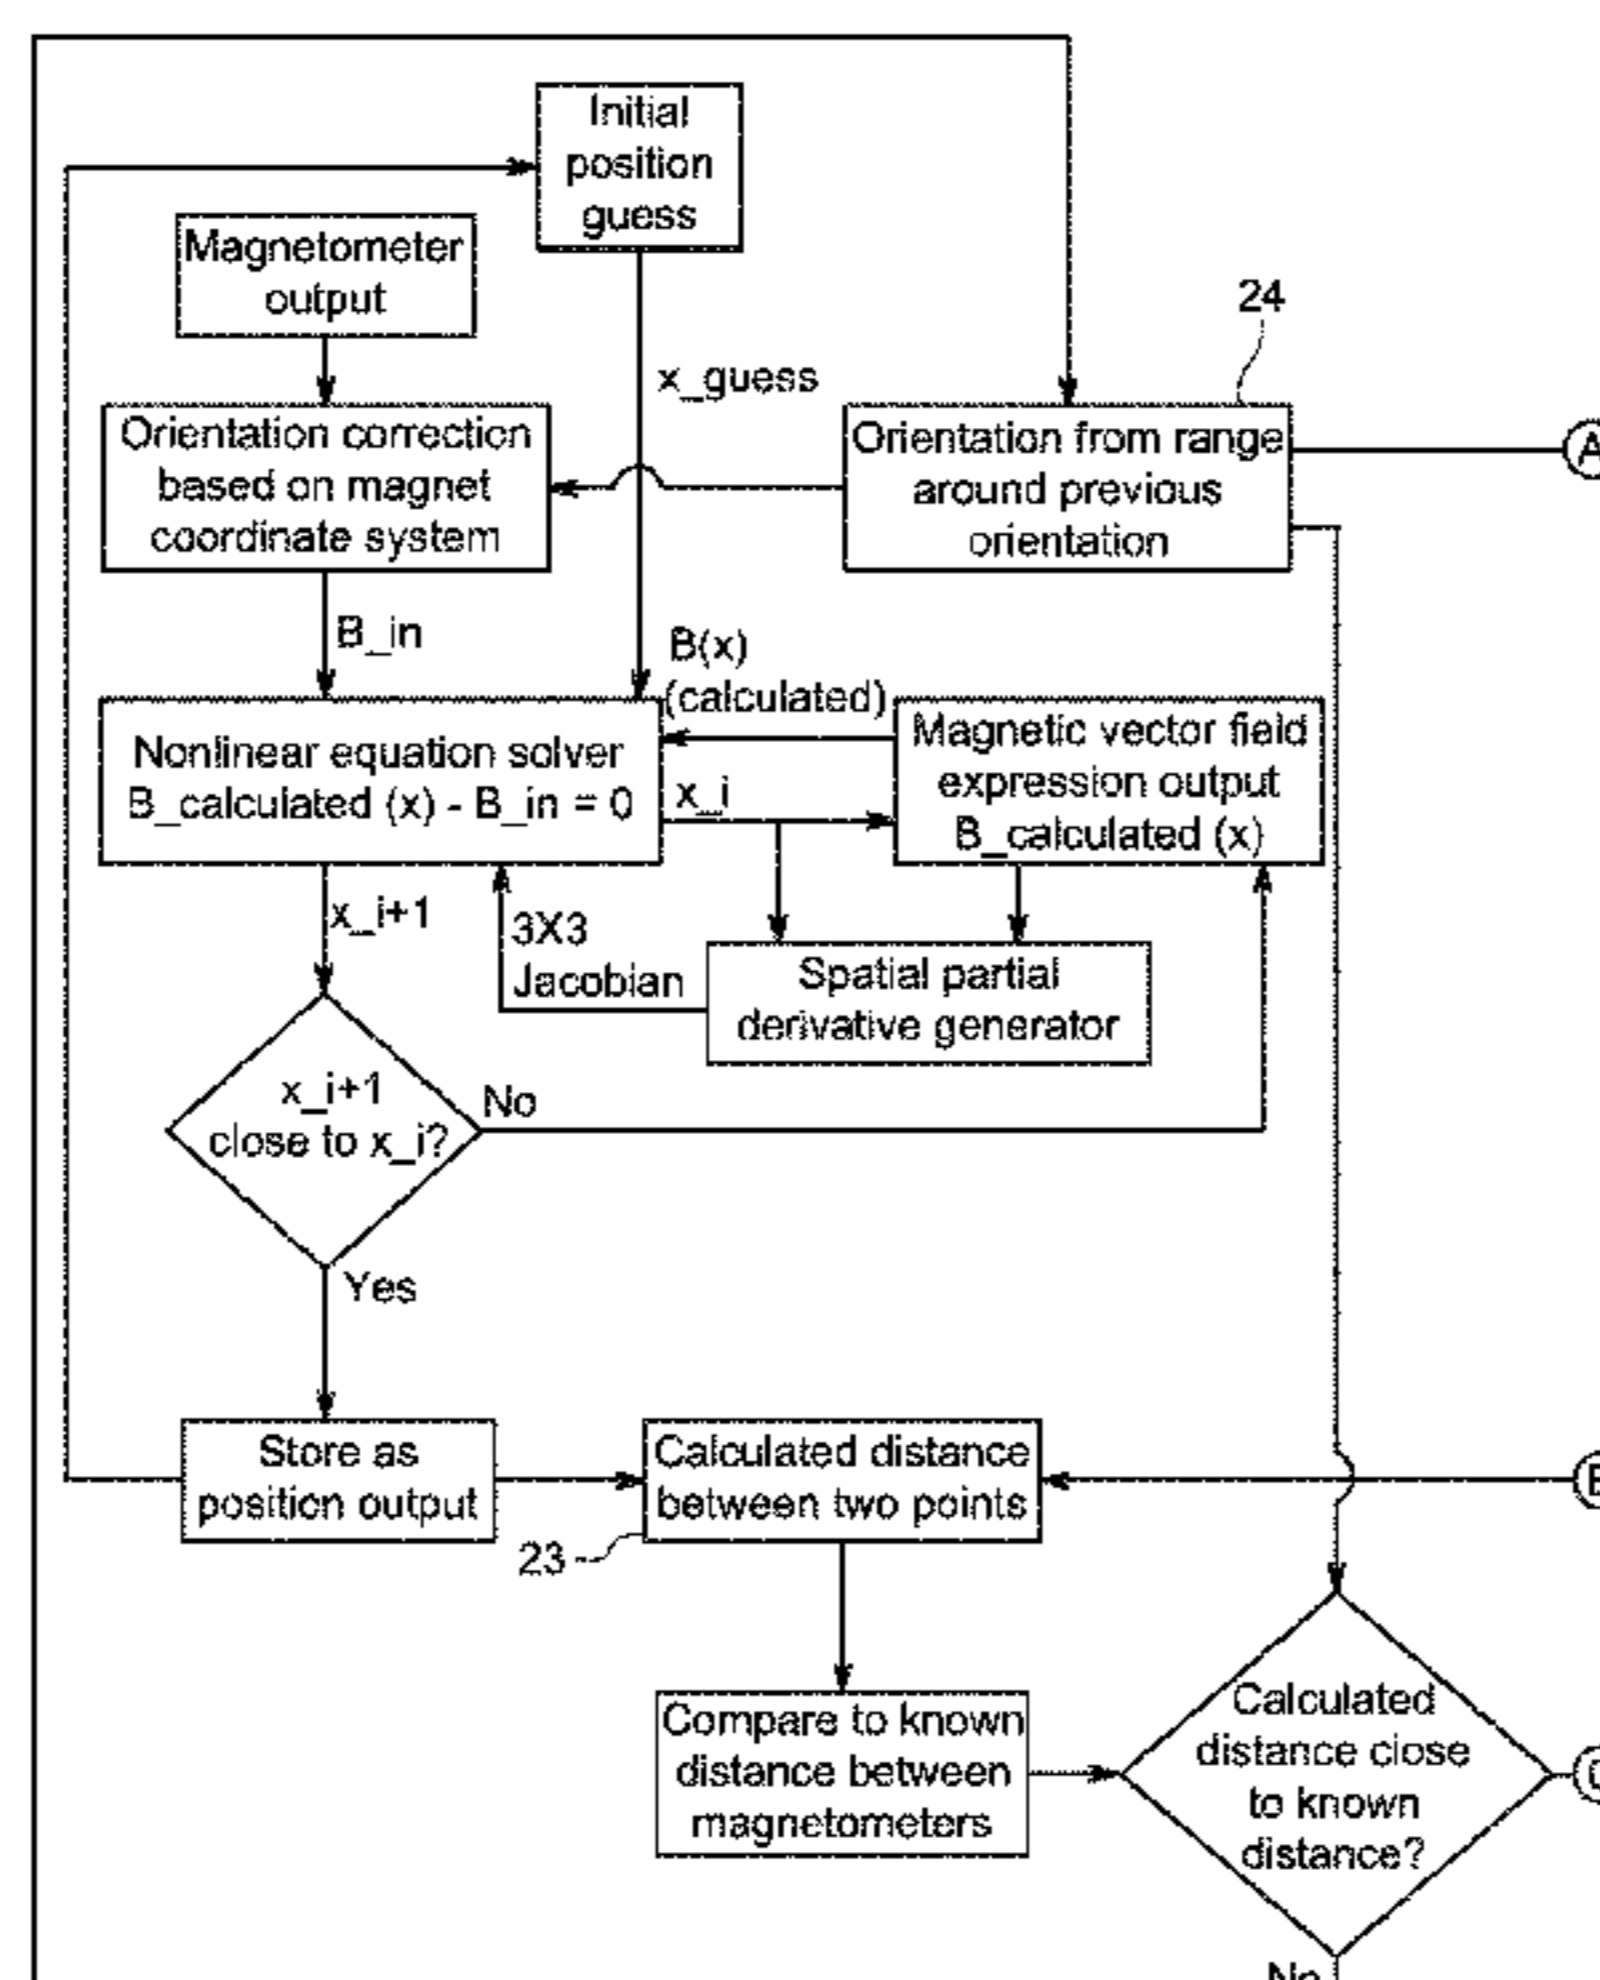 Initial
position
guess
Magnetometer
output
24
x_guess
Orientation correction
based on magnet
coordinate system
Orientation from range
around previous
orientation
A
B_in
B(x)
(calculated)
Nonlinear equation solver
B_calculated (x) - B_in = 0
x_i
Magnetic vector field
expression output
B_calculated (x)
x_i+1
3X3
Jacobian
Spatial partial
derivative generator
x_i+1
close to x_i?
No
Yes
Store as
position output
Calculated distance
between two points
23
Compare to known
distance between
magnetometers
Calculated
distance close
to known
distance?
No